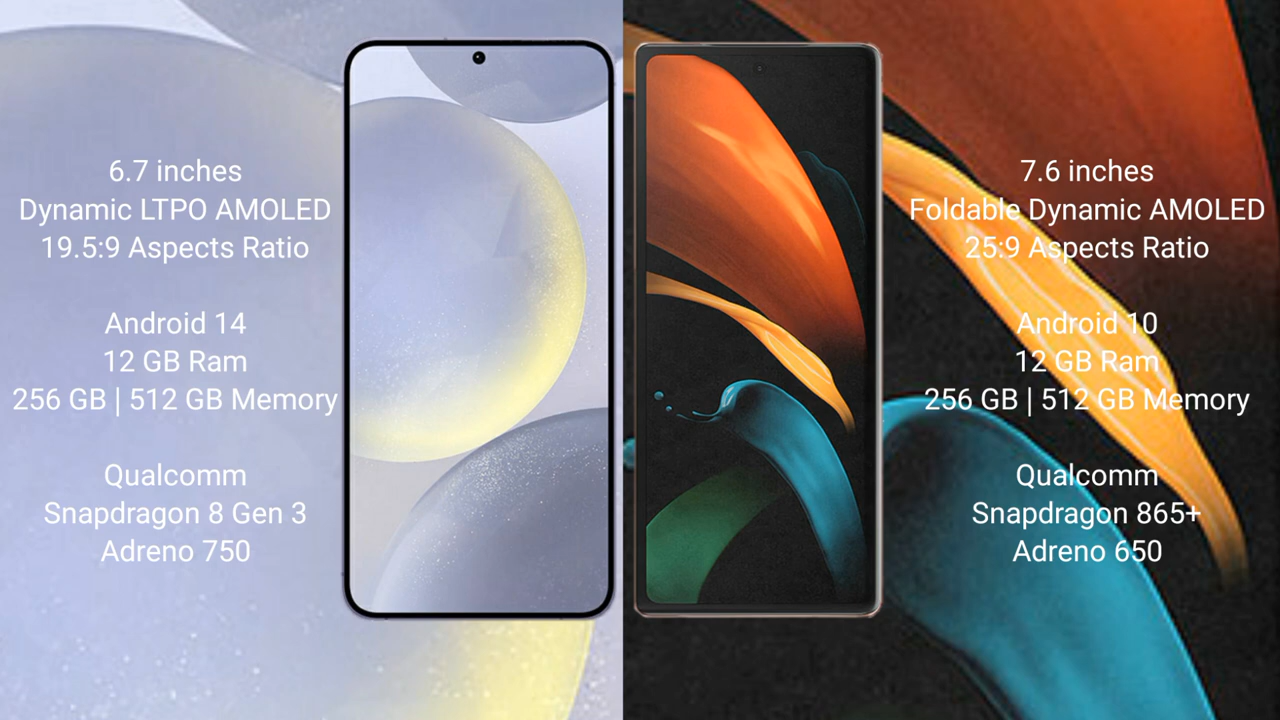 6.7 inches
Dynamic LTPO AMOLED
19.5:9 Aspects Ratio
Android 14
12 GB Ram
256 GB | 512 GB Memory
Qualcomm
Snapdragon 8 Gen 3
Adreno 750
7.6 inches
Foldable Dynamic AMOLED
25:9 Aspects Ratio
Android 10
12 GB Ram
256 GB | 512 GB Memory
Qualcomm
Snapdragon 865+
Adreno 650